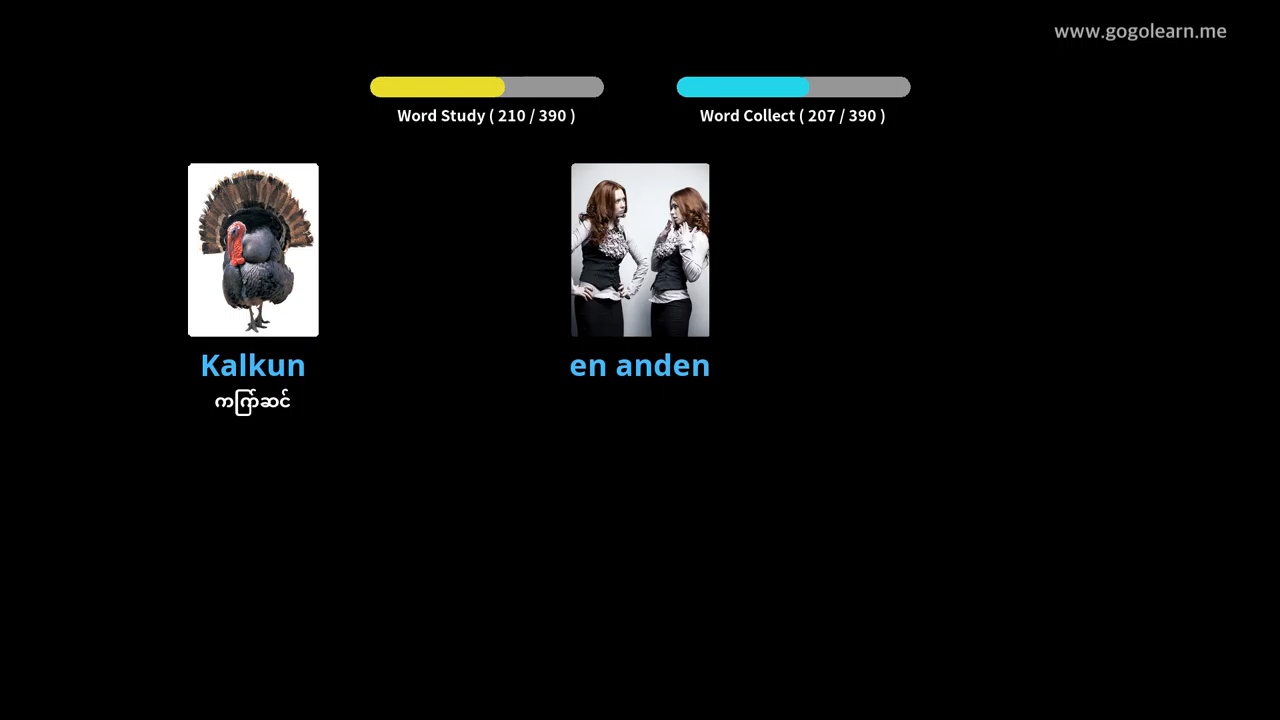 www.gogolearn.me
Word Study ( 210 / 390 )
Word Collect ( 207 / 390 )
Kalkun
en anden
ကြက်ဆင်